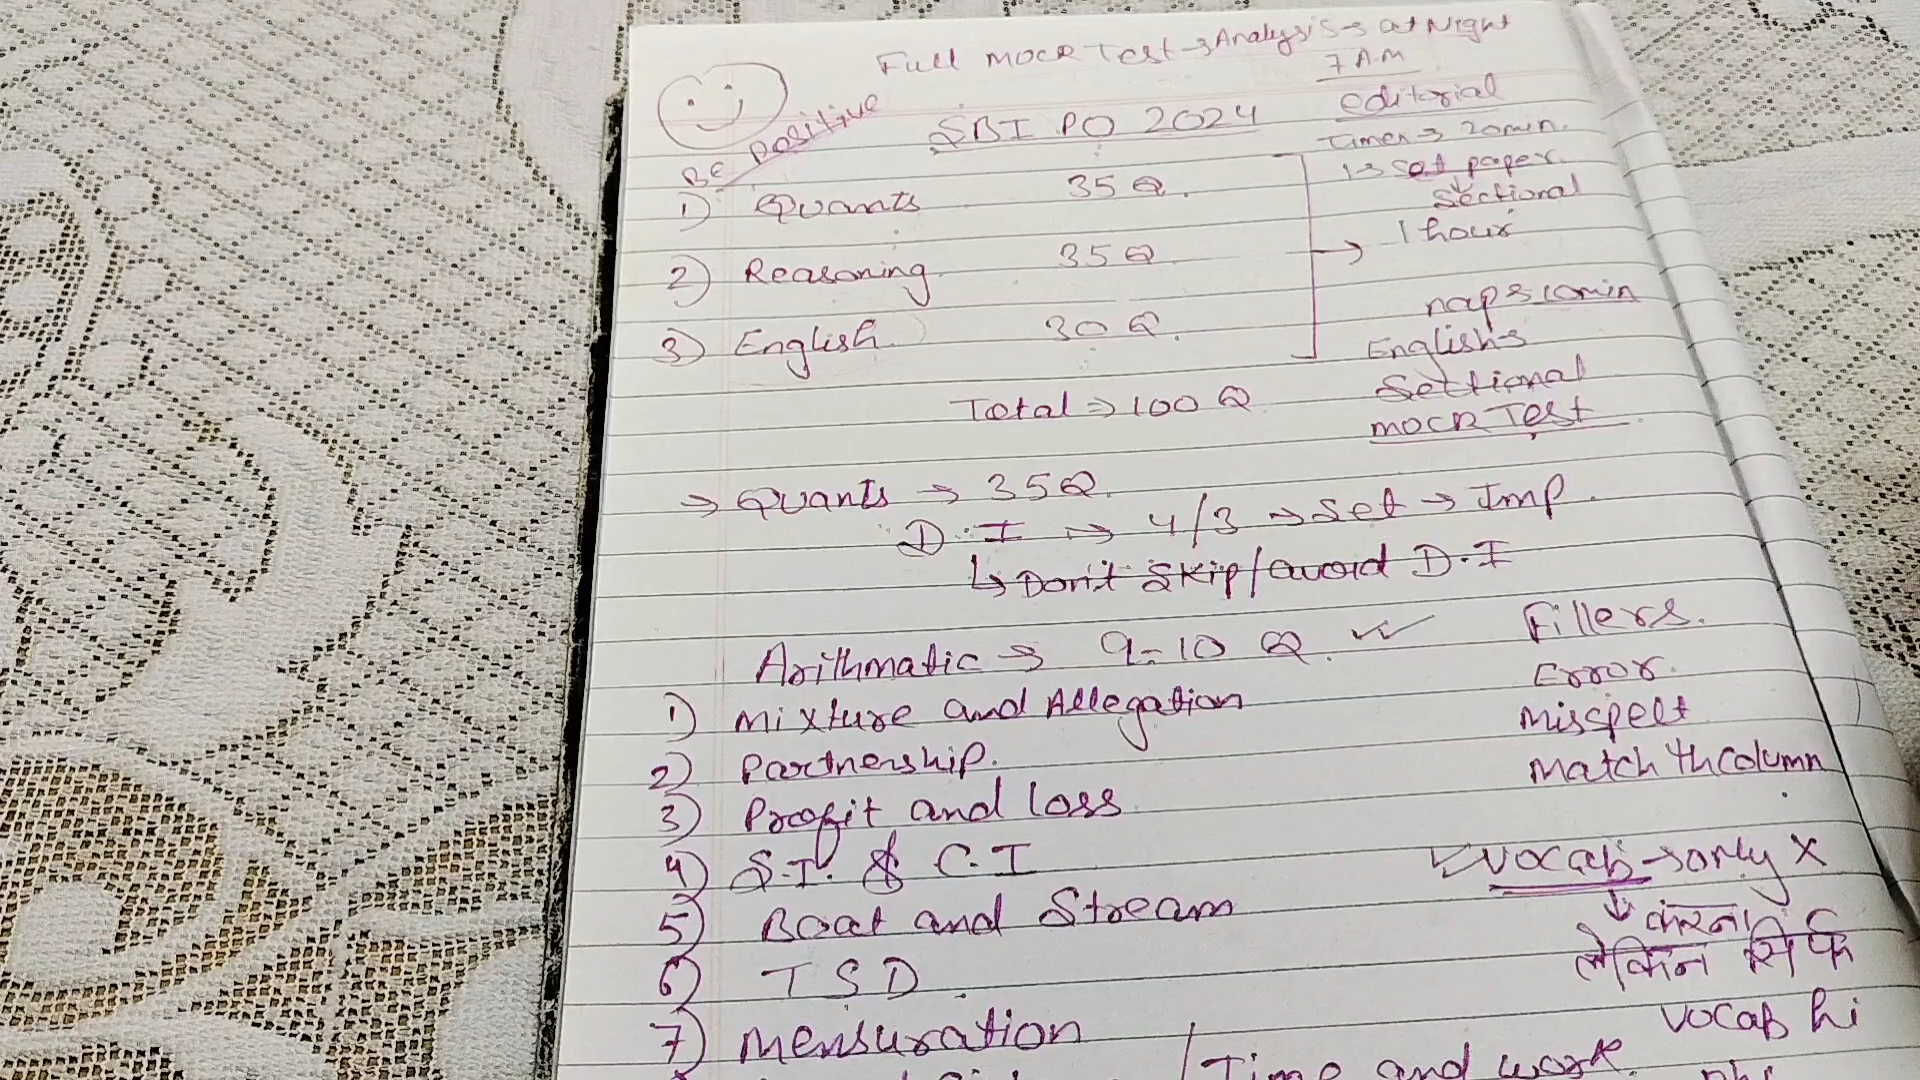 Full mock Test → Analysis → at Night
7 A.M
Be positive
SBI PO 2024
editorial
Timer → 20min.
1) Quants 35 Q.
1 → set paper.
↓
Sectional
2) Reasoning 35 Q
→ 1 hour
nap → 10min
3) English. 30 Q.
English →
Sectional
mock Test
Total → 100 Q
→ Quants → 35Q.
D.I → 4/3 → Set → Imp.
↳ Don't skip/avoid D.I
Arithmatic → 9-10 Q. ✓
Fillers.
Error.
Misspelt
Match th Column
1) mixture and Allegation
2) Partnership.
3) Profit and loss
4) S.I. & C.I
5) Boat and Stream
6) TSD
7) Mensuration
✓ vocab → only X
↓ करना
लेकिन सिर्फ
vocab hi
Time and work.